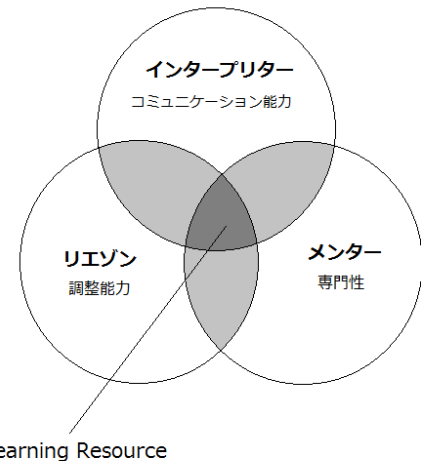 インタープリター
コミュニケーション能力
リエゾン
調整能力
メンター
専門性
earning Resource